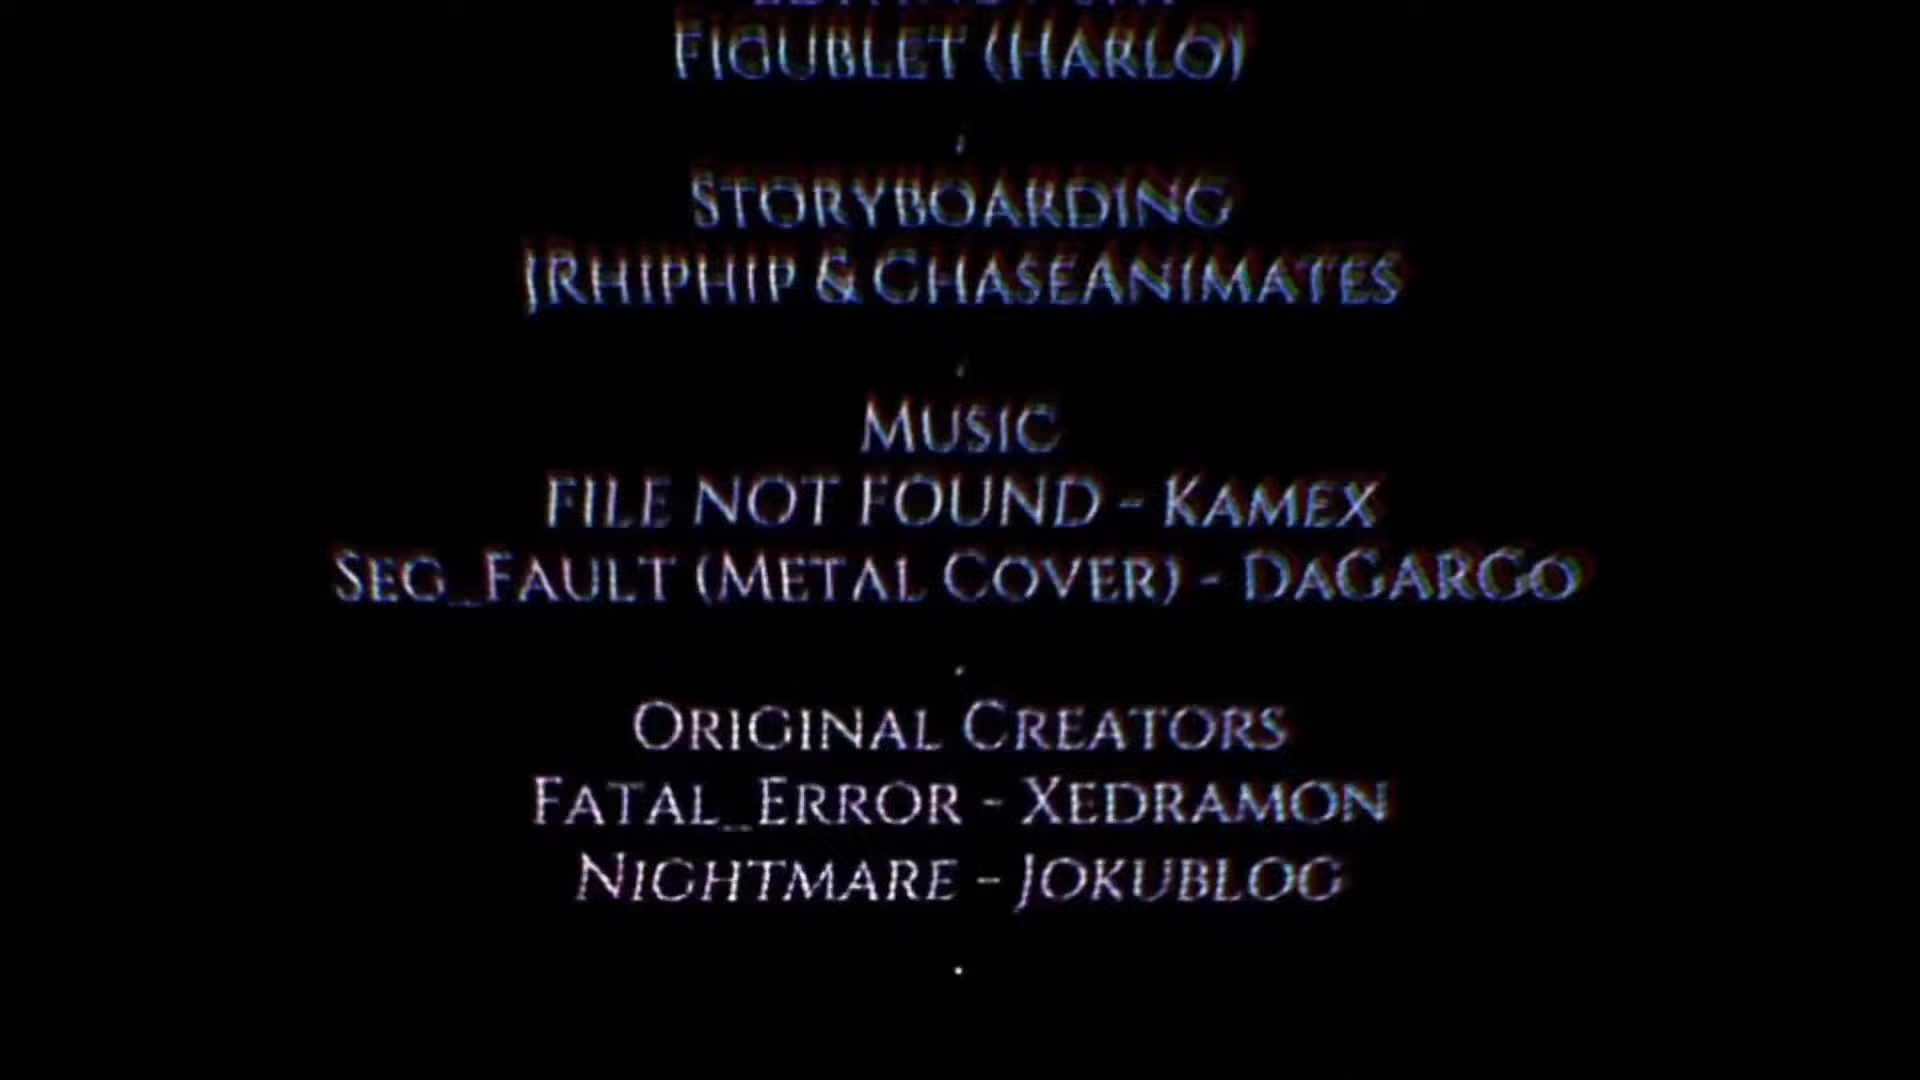 Figublet (Harlo)
Storyboarding
JRhiphip & ChaseAnimates
Music
FILE NOT FOUND - Kamex
Seg_Fault (Metal Cover) - DaGarGo
Original Creators
Fatal_Error - Xedramon
Nightmare - Jokublog